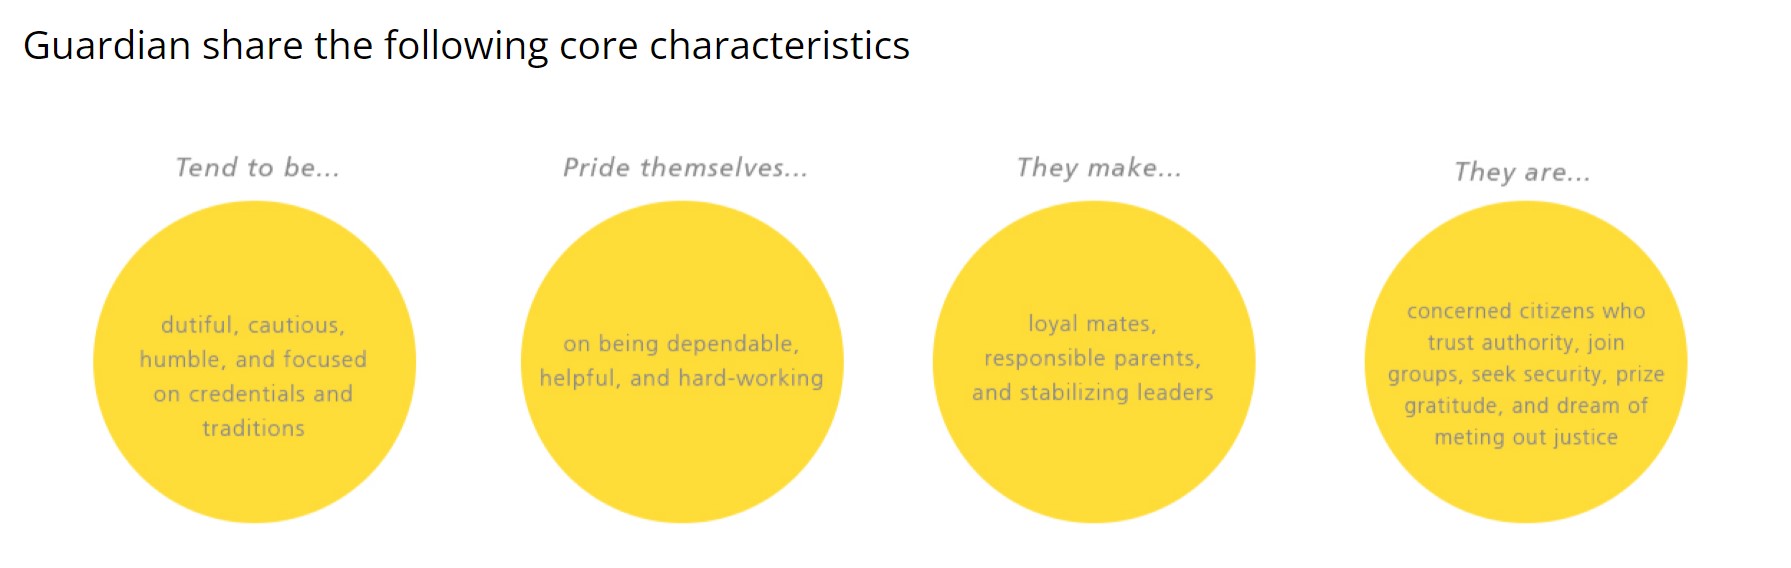 Guardian share the following core characteristics
Tend to be...
dutiful, cautious,
humble, and focused
on credentials and
traditions
Pride themselves...
on being dependable,
helpful, and hard-working
They make...
loyal mates,
responsible parents,
and stabilizing leaders
They are...
concerned citizens who
trust authority, join
groups, seek security, prize
gratitude, and dream of
meting out justice